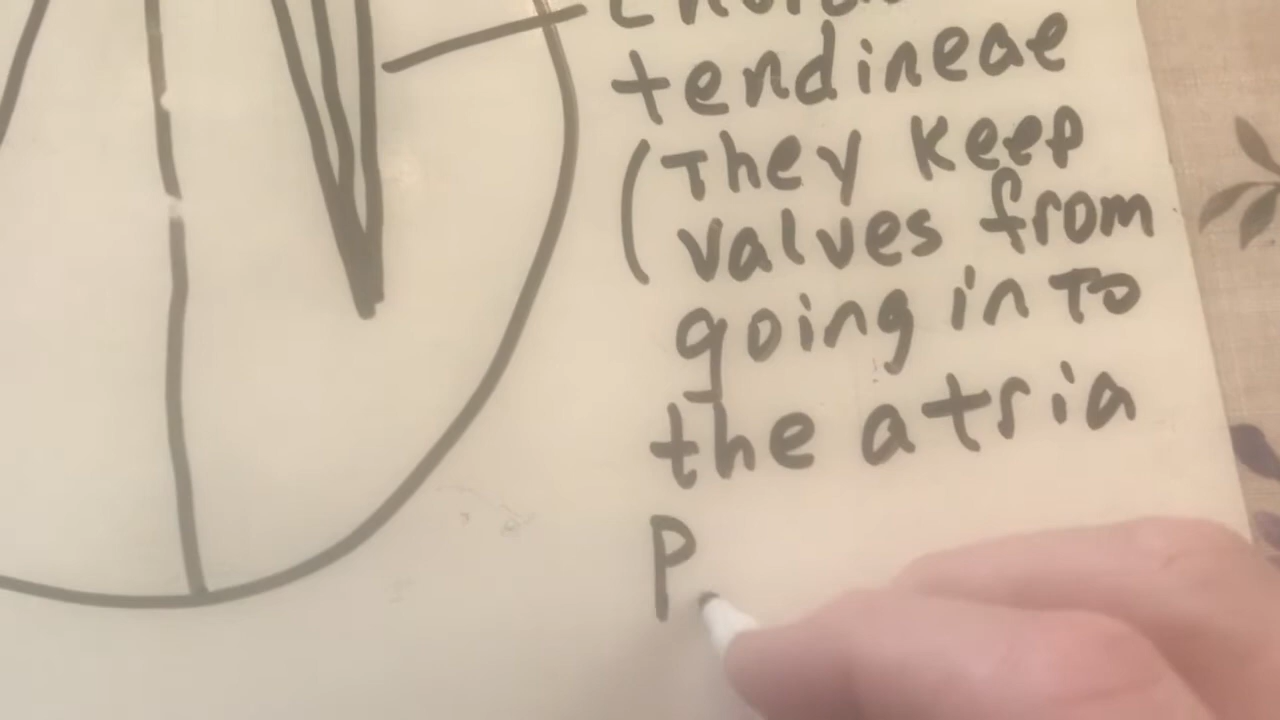 tendineae
(They keep
valves from
going into
the atria
P